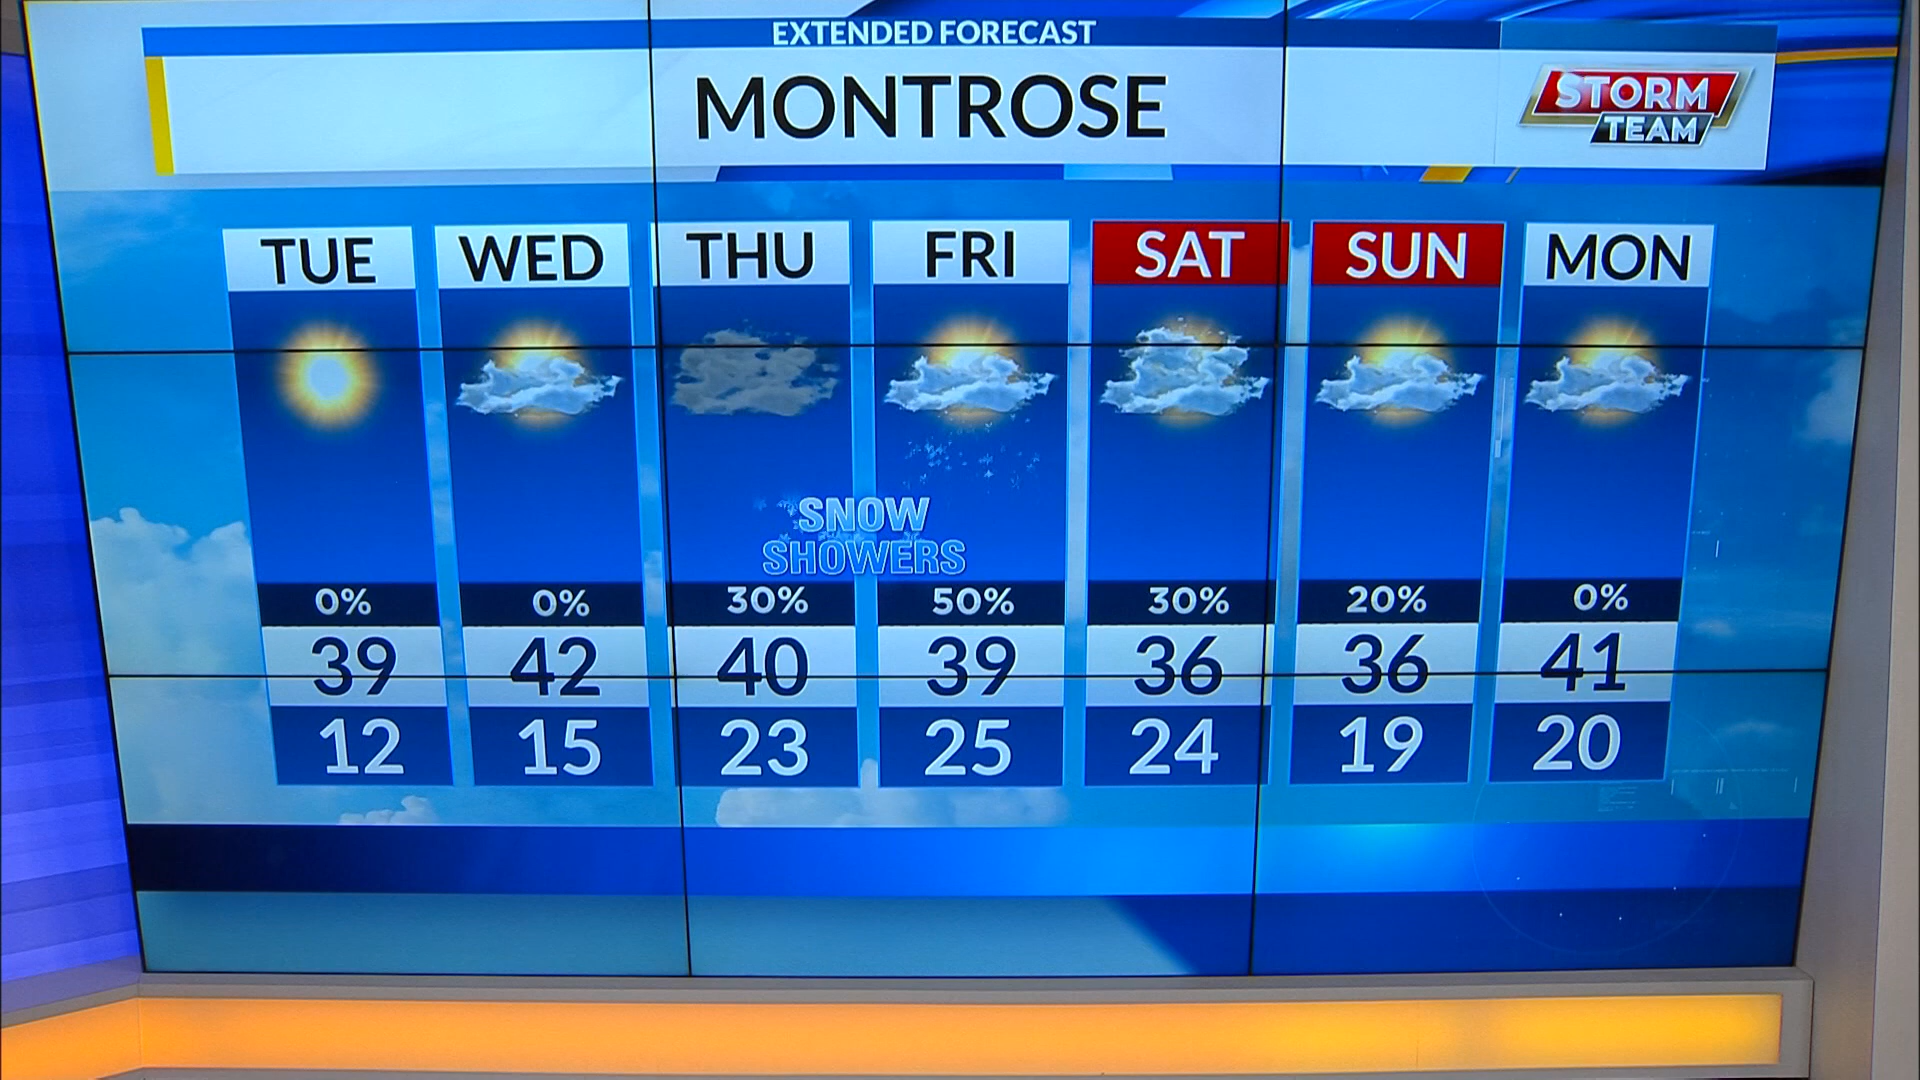 EXTENDED FORECAST
MONTROSE
STORM
TEAM
TUE WED THU FRI SAT SUN MON
SNOW
SHOWERS
0% 0% 30% 50% 30% 20% 0%
39 42 40 39 36 36 41
12 15 23 25 24 19 20